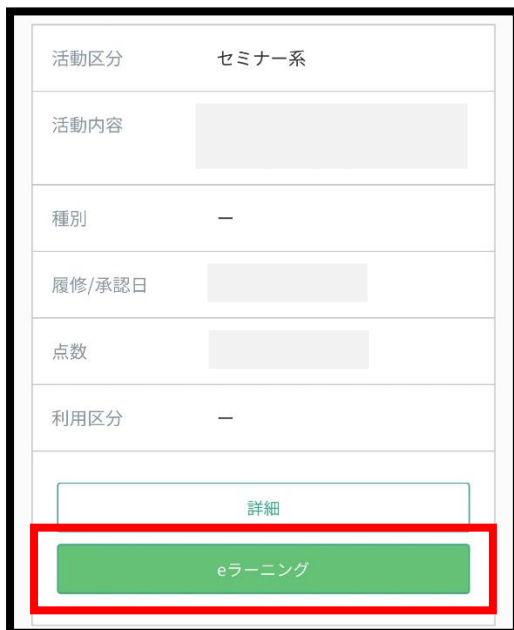 活動区分 セミナー系
活動内容
種別 ー
履修/承認日
点数
利用区分 ー
詳細
eラーニング